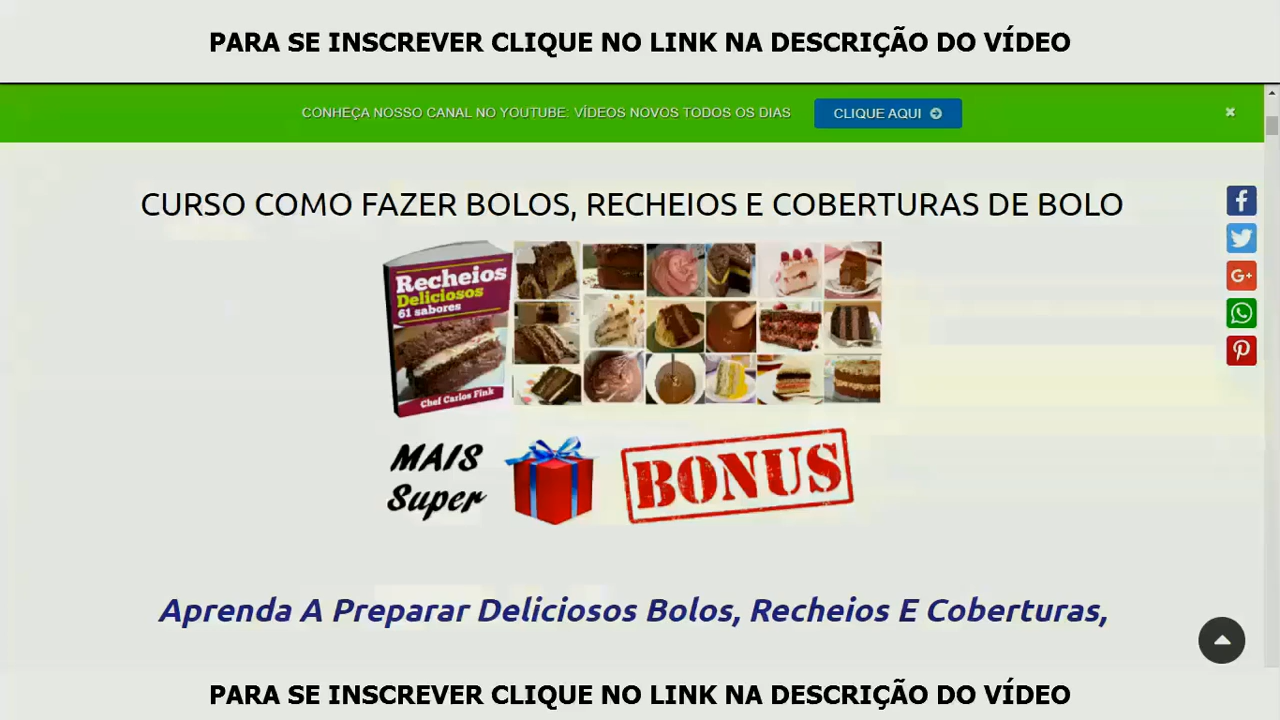 PARA SE INSCREVER CLIQUE NO LINK NA DESCRIÇÃO DO VÍDEO
CONHEÇA NOSSO CANAL NO YOUTUBE: VÍDEOS NOVOS TODOS OS DIAS
CLIQUE AQUI
CURSO COMO FAZER BOLOS, RECHEIOS E COBERTURAS DE BOLO
Recheios
Deliciosos
61 sabores
Chef Carlos Fink
MAIS
Super
BONUS
Aprenda A Preparar Deliciosos Bolos, Recheios E Coberturas,
PARA SE INSCREVER CLIQUE NO LINK NA DESCRIÇÃO DO VÍDEO